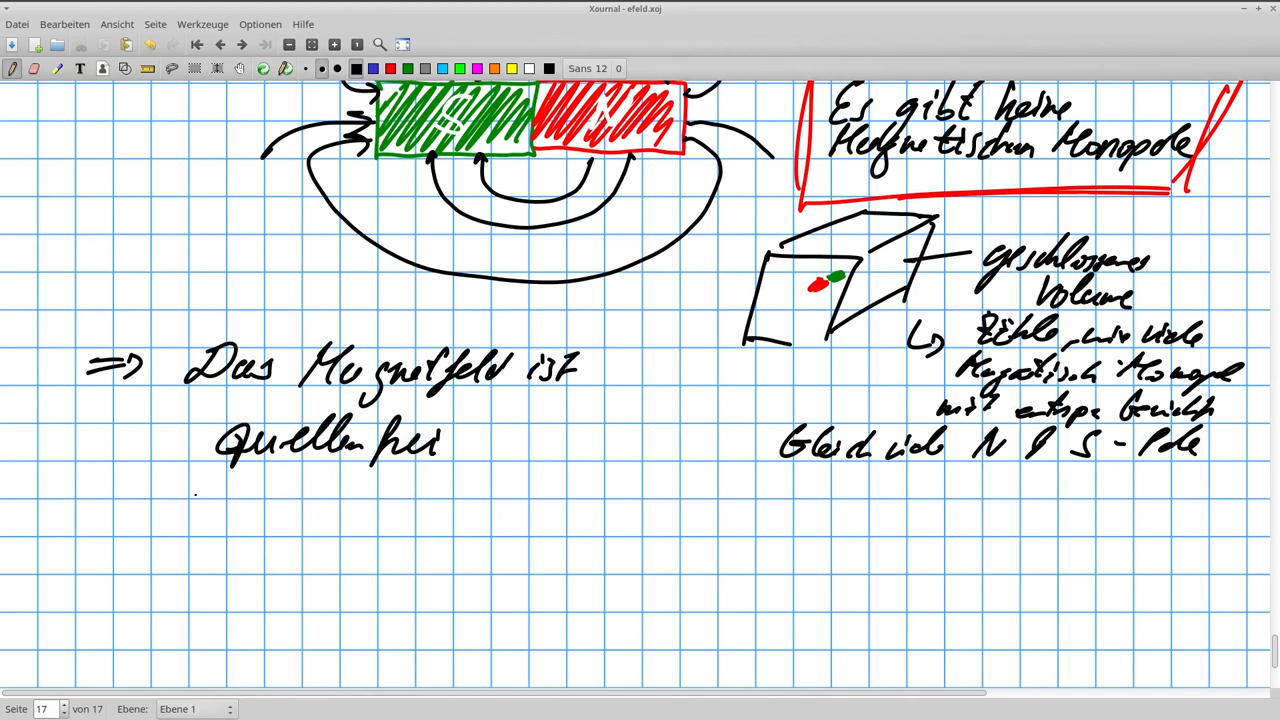 Xournal - efeld.xoj
Datei Bearbeiten Ansicht Seite Werkzeuge Optionen Hilfe
Sans 12 0
S N
Es gibt keine
Magnetischen Monopole
geschlossenes
Volumen
Zähle, wie viele
Magnetisch Monopol
mit entspr Gewicht
Gleich viele N S - Pole
=> Das Magnetfeld ist
quellenfrei
Seite 17 von 17 Ebene: Ebene 1